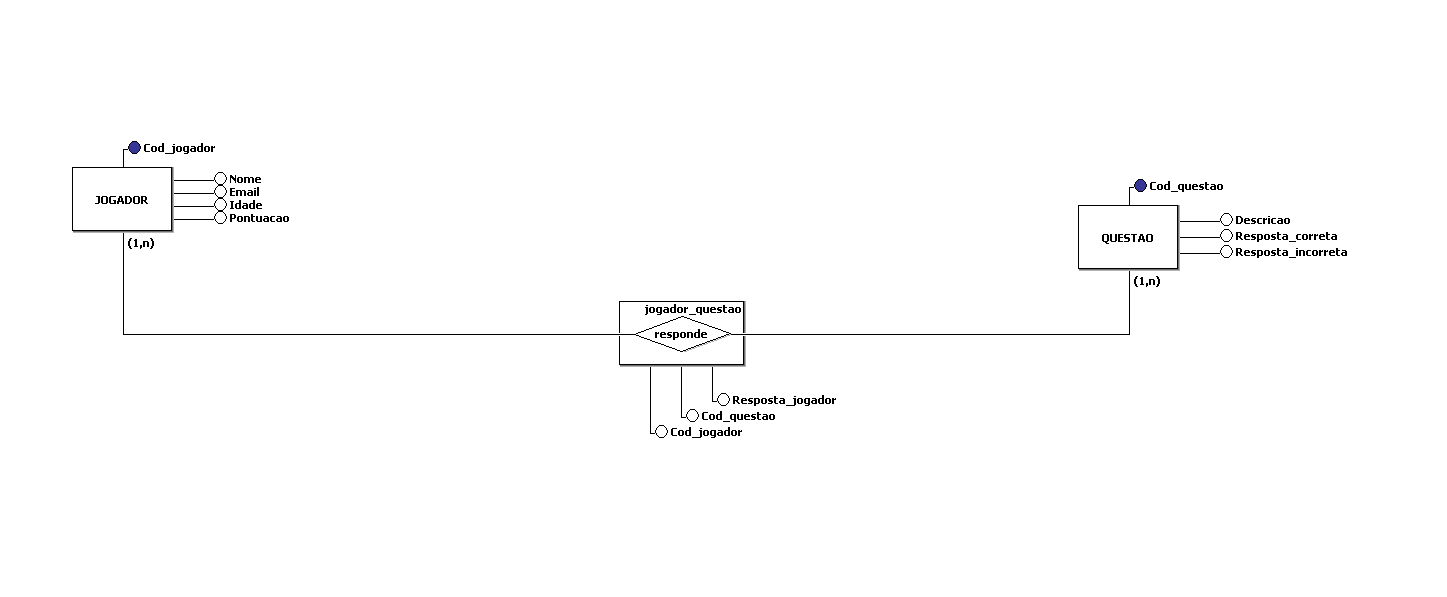 Cod_jogador
JOGADOR
Nome
Email
Idade
Pontuacao
(1,n)
Cod_questao
QUESTAO
Descricao
Resposta_correta
Resposta_incorreta
(1,n)
jogador_questao
responde
Resposta_jogador
Cod_questao
Cod_jogador